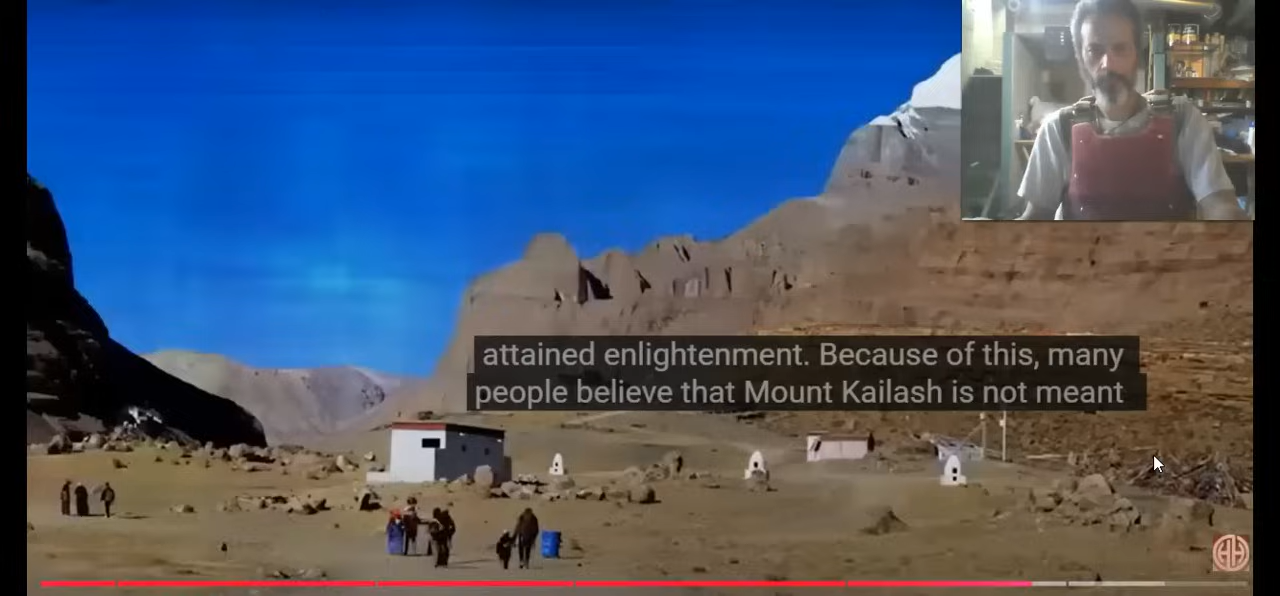 attained enlightenment. Because of this, many
people believe that Mount Kailash is not meant